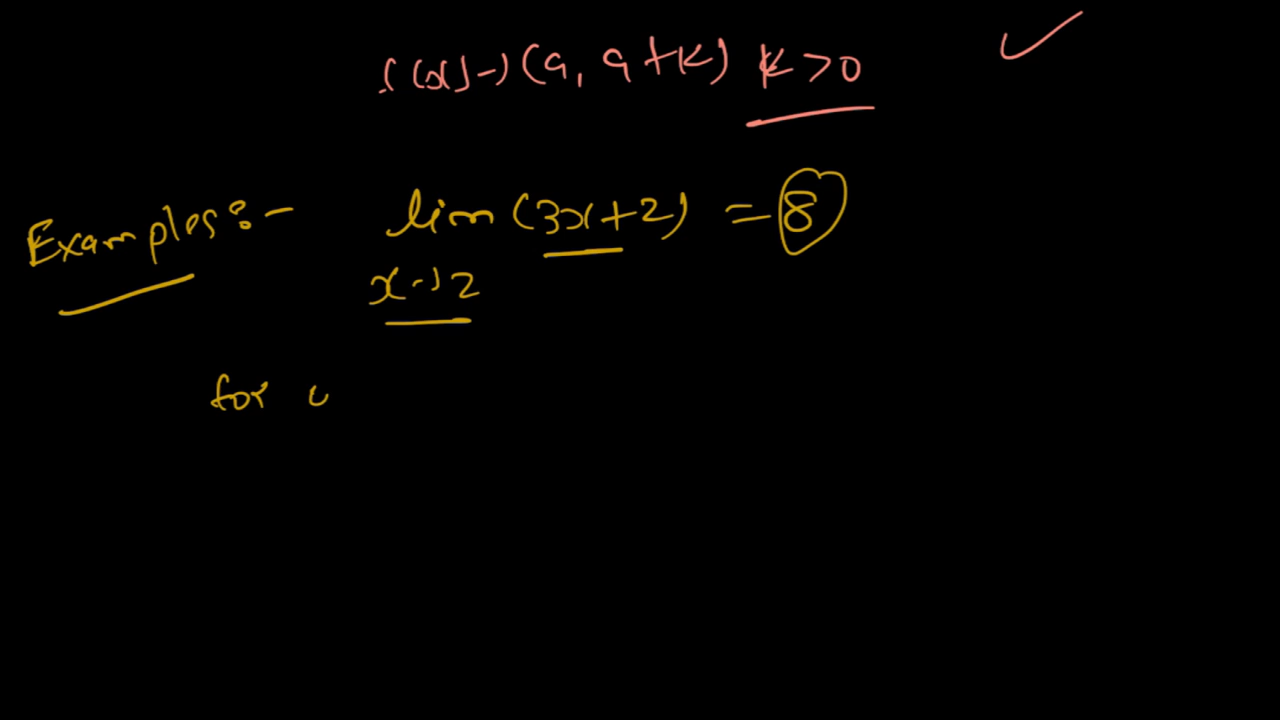 f(x)→(a, a+k) k>0
Examples:- lim (3x+2) = 8
x→2
for